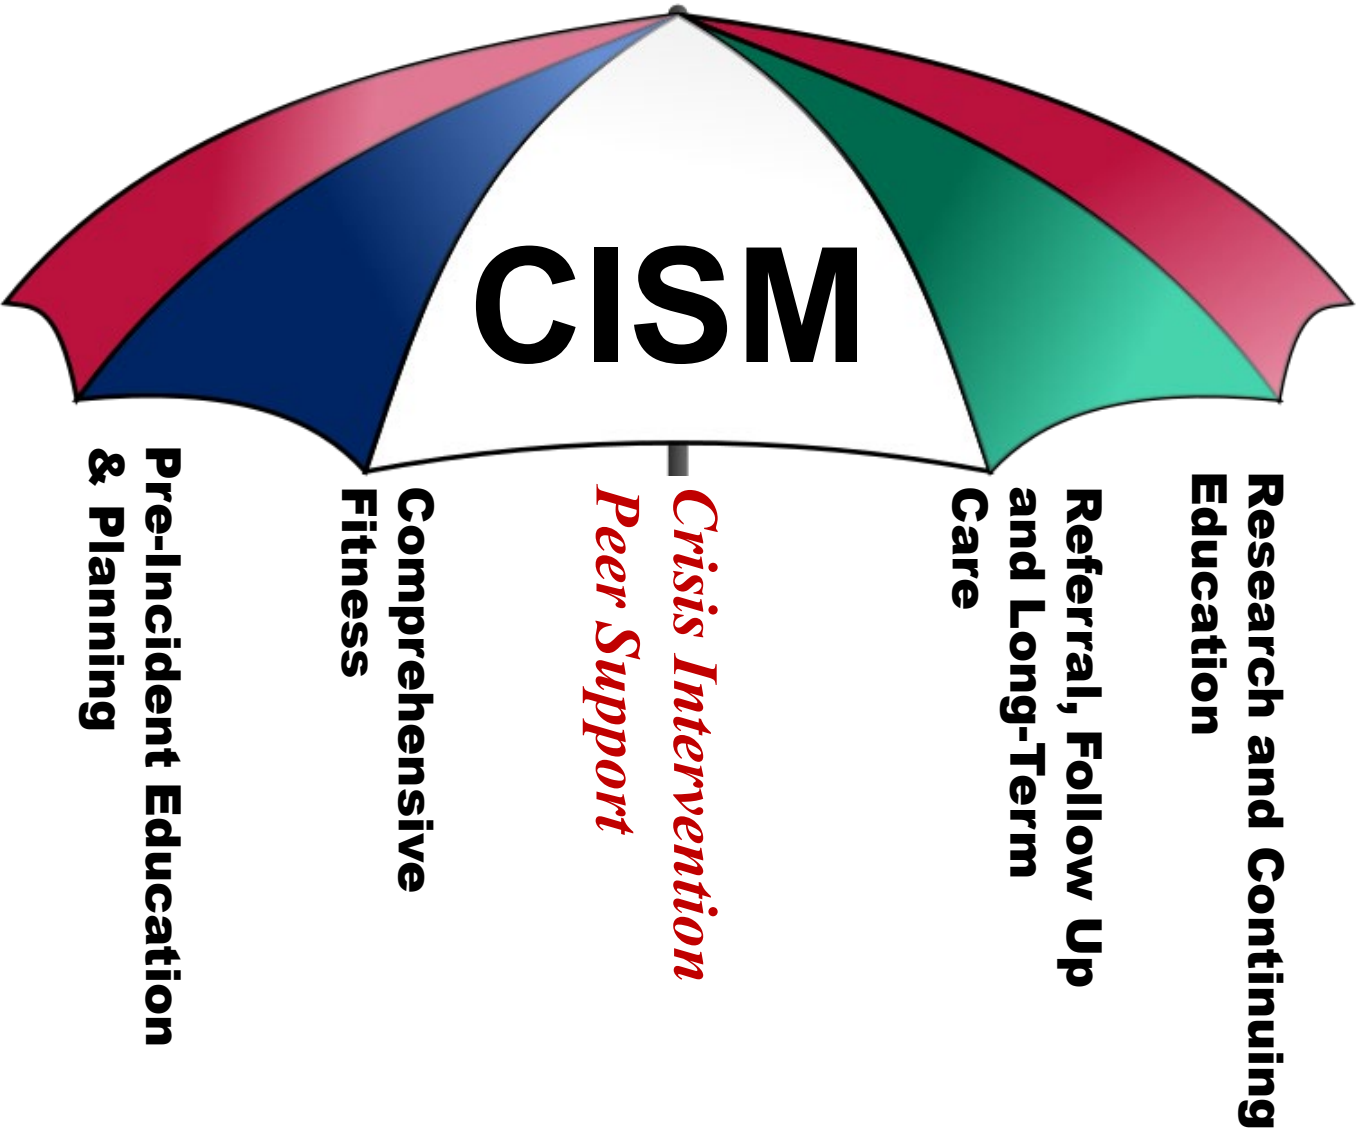 CISM
Pre-Incident Education
& Planning
Comprehensive
Fitness
Crisis Intervention
Peer Support
Referral, Follow Up
and Long-Term
Care
Research and Continuing
Education